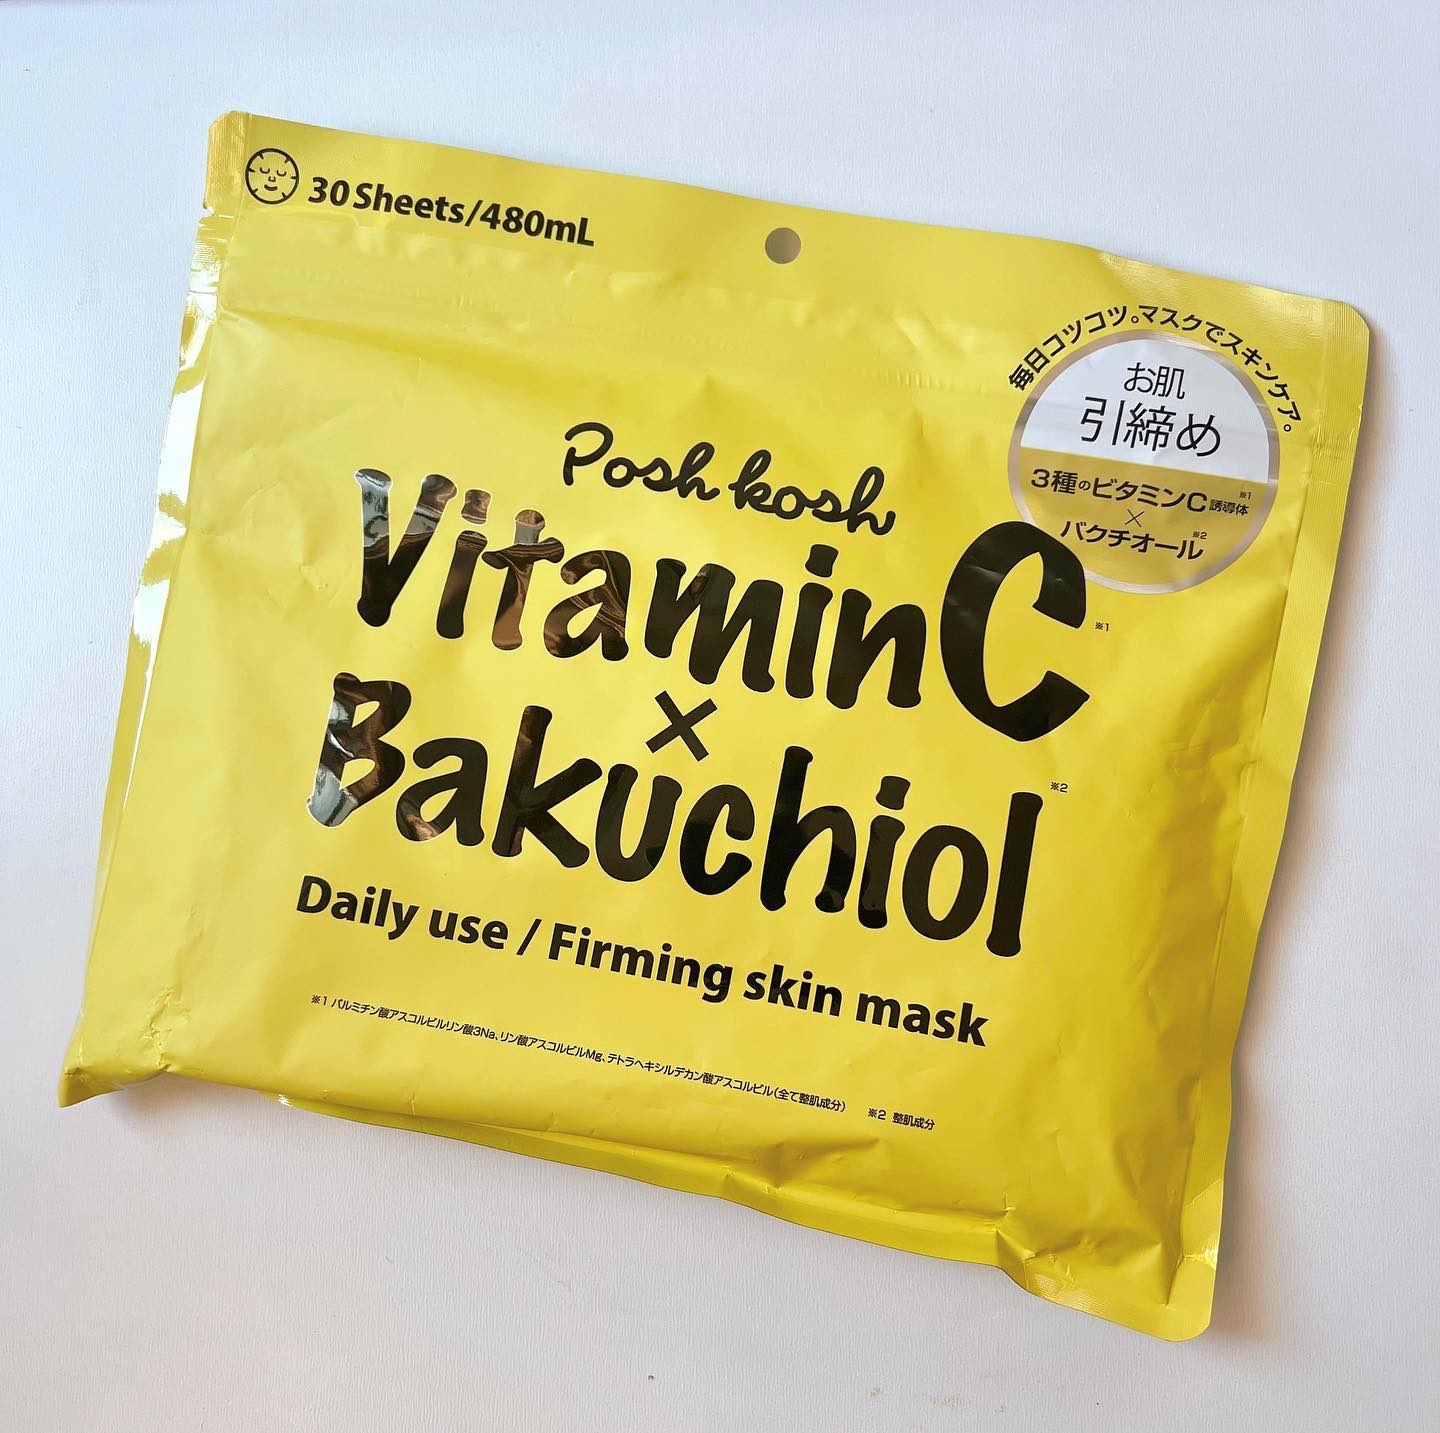 30 Sheets/480mL
毎日コツコツ。マスクでスキンケア。
お肌
引締め
3種のビタミンC誘導体※1
×
バクチオール※2
Posh kosh
Vitamin C※1
×
Bakuchiol※2
Daily use / Firming skin mask
※1 パルミチン酸アスコルビルリン酸3Na、リン酸アスコルビルMg、テトラヘキシルデカン酸アスコルビル（全て整肌成分） ※2 整肌成分